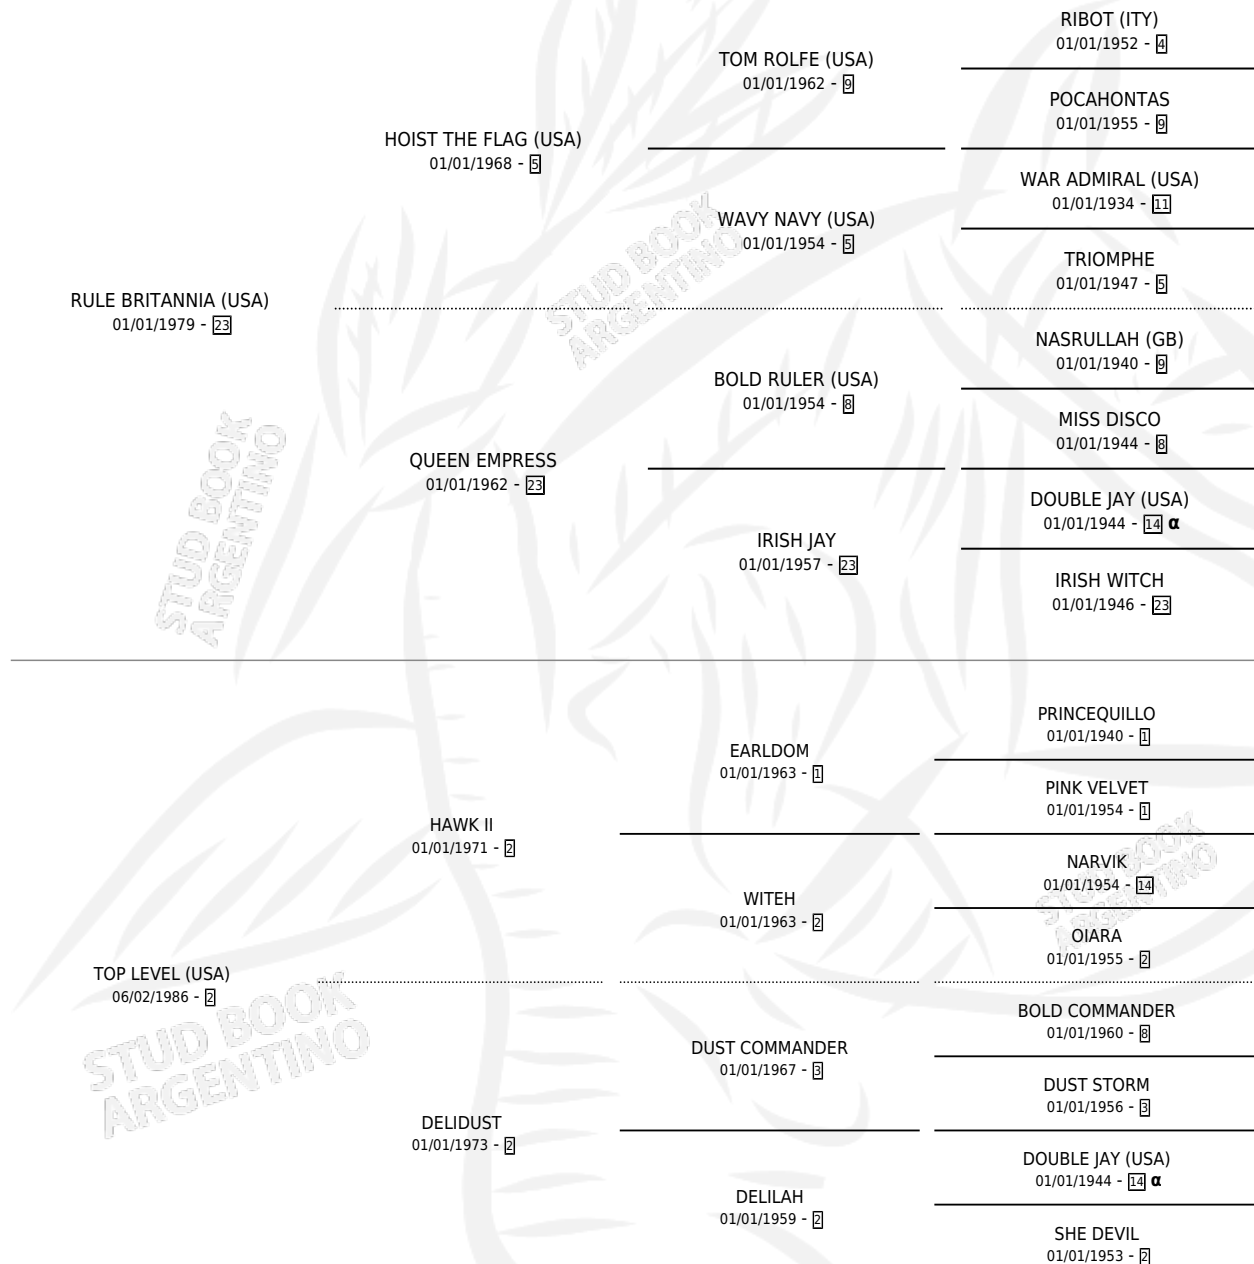 RIBOT (ITY)
01/01/1952 - 4
TOM ROLFE (USA)
01/01/1962 - 9
POCAHONTAS
01/01/1955 - 9
HOIST THE FLAG (USA)
01/01/1968 - 5
WAR ADMIRAL (USA)
01/01/1934 - 11
WAVY NAVY (USA)
01/01/1954 - 5
TRIOMPHE
01/01/1947 - 5
STUD BOOK
ARGENTINO
RULE BRITANNIA (USA)
01/01/1979 - 23
NASRULLAH (GB)
01/01/1940 - 9
BOLD RULER (USA)
01/01/1954 - 8
MISS DISCO
01/01/1944 - 8
QUEEN EMPRESS
01/01/1962 - 23
DOUBLE JAY (USA)
01/01/1944 - 14 α
IRISH JAY
01/01/1957 - 23
IRISH WITCH
01/01/1946 - 23
STUD BOOK
ARGENTINO
PRINCEQUILLO
01/01/1940 - 1
EARLDOM
01/01/1963 - 1
PINK VELVET
01/01/1954 - 1
HAWK II
01/01/1971 - 2
NARVIK
01/01/1954 - 14
WITEH
01/01/1963 - 2
OIARA
01/01/1955 - 2
STUD BOOK
ARGENTINO
TOP LEVEL (USA)
06/02/1986 - 2
BOLD COMMANDER
01/01/1960 - 8
DUST COMMANDER
01/01/1967 - 3
DUST STORM
01/01/1956 - 3
STUD BOOK
ARGENTINO
DELIDUST
01/01/1973 - 2
DOUBLE JAY (USA)
01/01/1944 - 14 α
DELILAH
01/01/1959 - 2
SHE DEVIL
01/01/1953 - 2